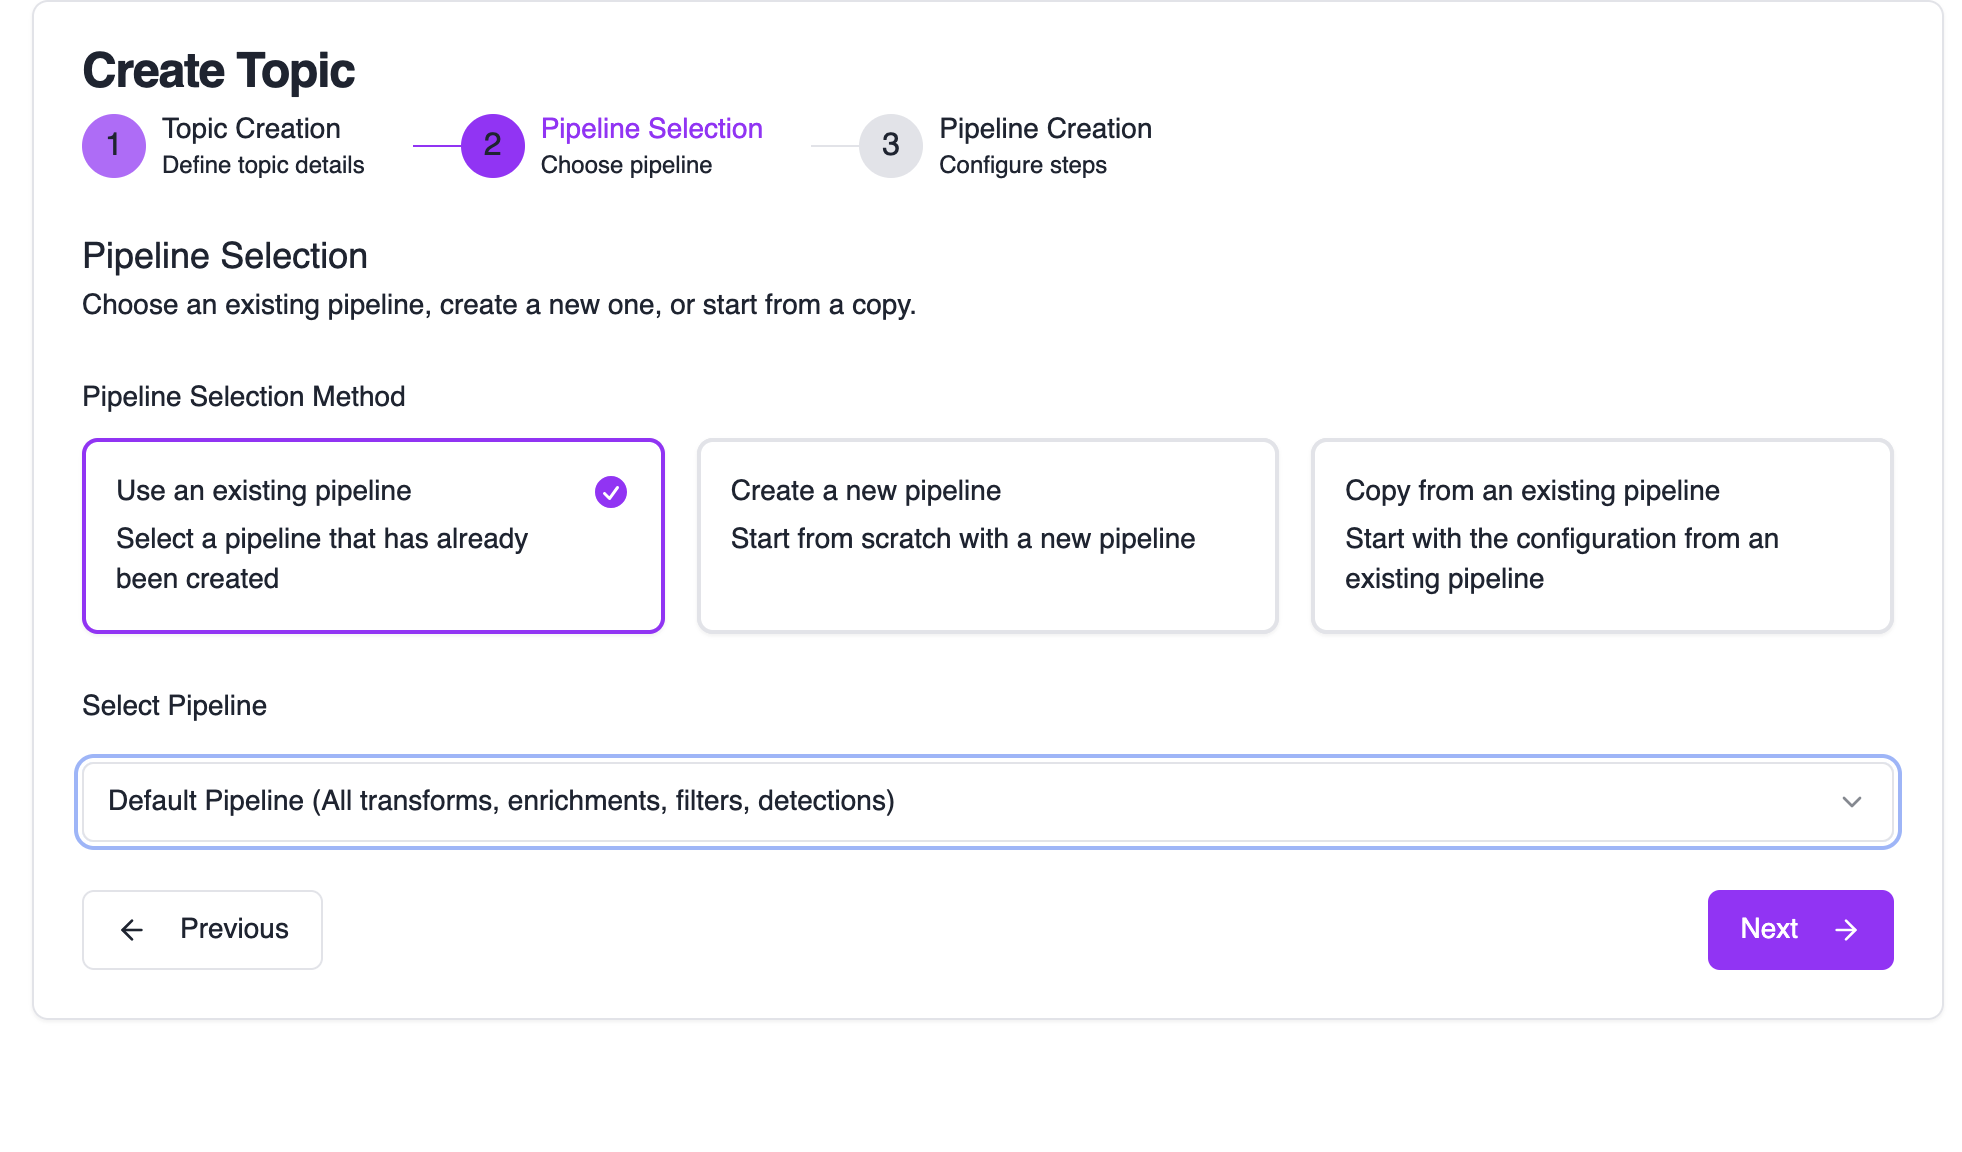 Create Topic
1
Topic Creation
Define topic details
2
Pipeline Selection
Choose pipeline
3
Pipeline Creation
Configure steps
Pipeline Selection
Choose an existing pipeline, create a new one, or start from a copy.
Pipeline Selection Method
Use an existing pipeline
Select a pipeline that has already
been created
Create a new pipeline
Start from scratch with a new pipeline
Copy from an existing pipeline
Start with the configuration from an
existing pipeline
Select Pipeline
Default Pipeline (All transforms, enrichments, filters, detections)
Previous
Next